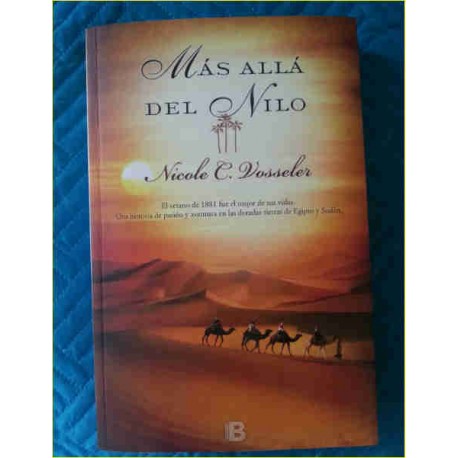 MÁS ALLÁ
DEL NILO
Nicole C. Vosseler
El verano de 1881 fue el mejor de sus vidas.
Una historia de pasión y aventura en las doradas tierras de Egipto y Sudán.
B